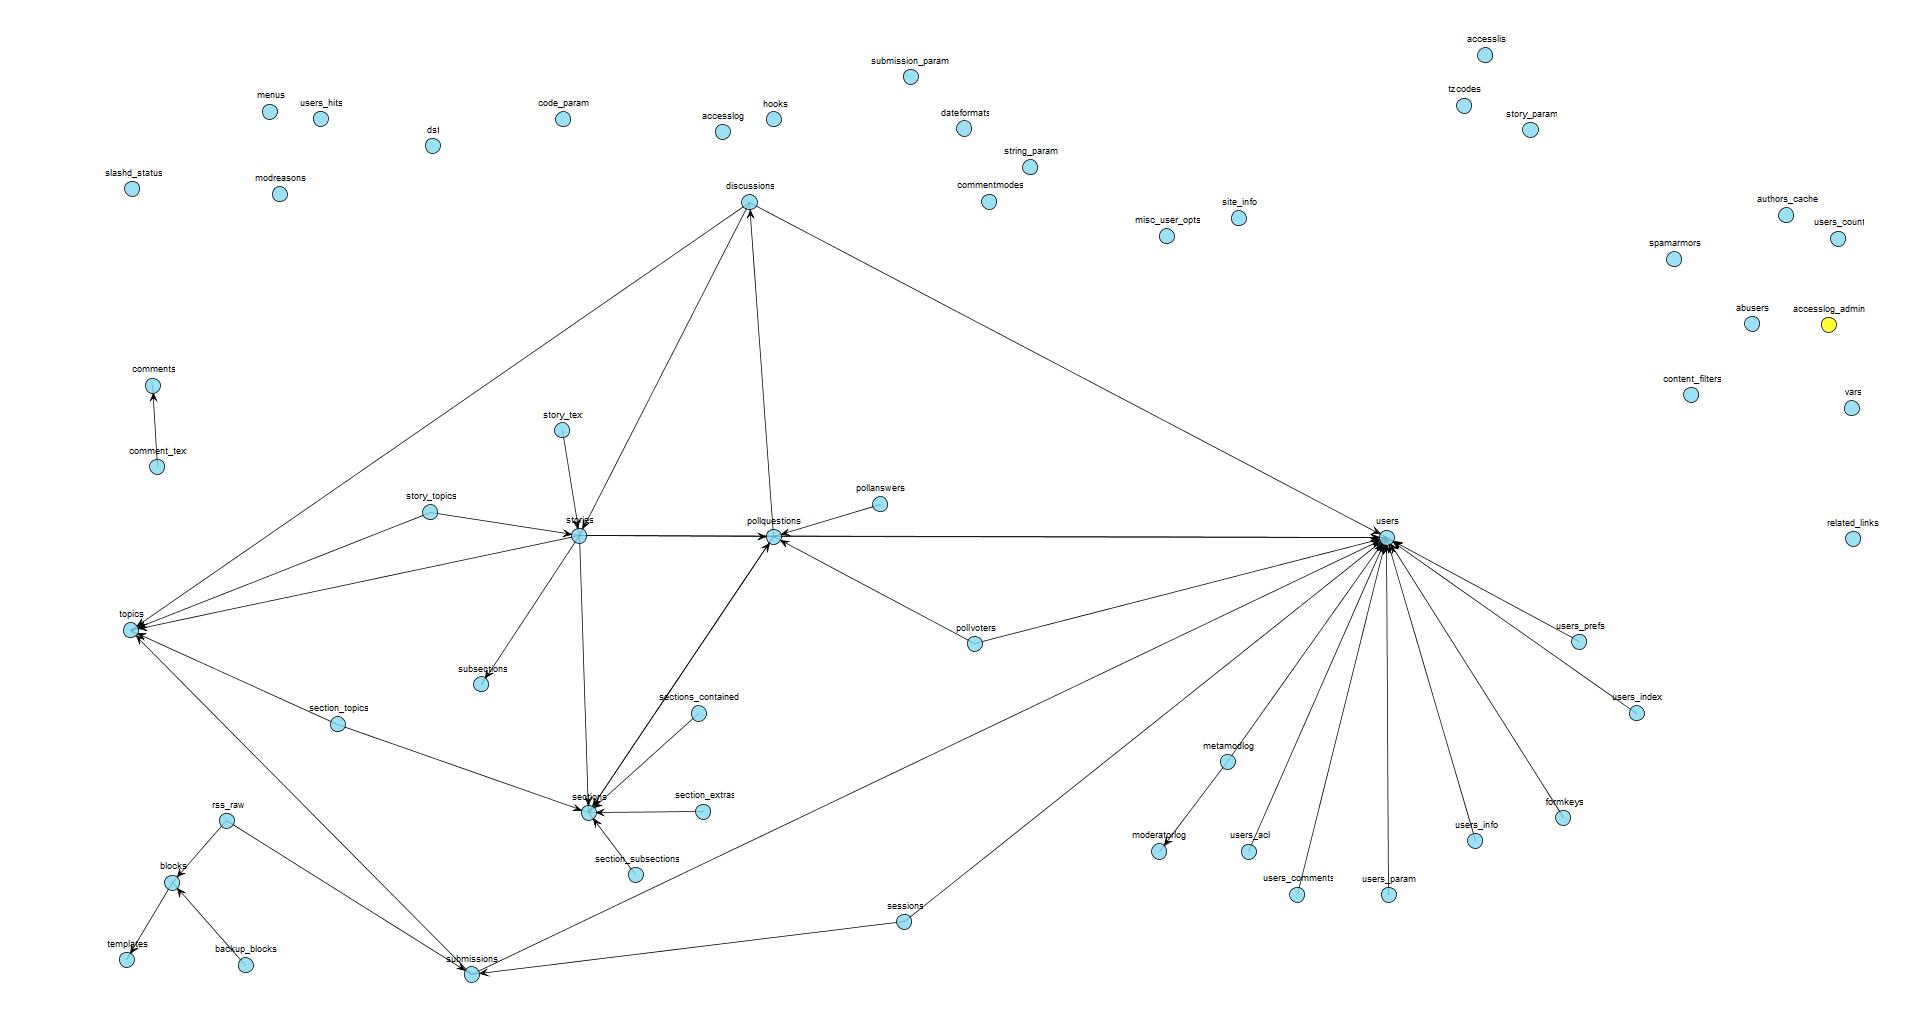 accesslis
submission_param
tzcodes
menus
users_hits
code_param
hooks
accesslog
dateformats
story_param
dst
string_param
slashd_status
modreasons
discussions
commentmodes
authors_cache
site_info
misc_user_opts
users_count
spamarmors
abusers
accesslog_admin
comments
content_filters
vars
story_tex
comment_tex
story_topics
pollanswers
stories
pollquestions
users
related_links
topics
pollvoters
users_prefs
subsections
sections_contained
users_index
section_topics
metamodlog
sections
section_extras
rss_raw
formkeys
users_info
moderatorlog
users_acl
section_subsections
blocks
users_comments
users_param
sessions
templates
backup_blocks
submissions